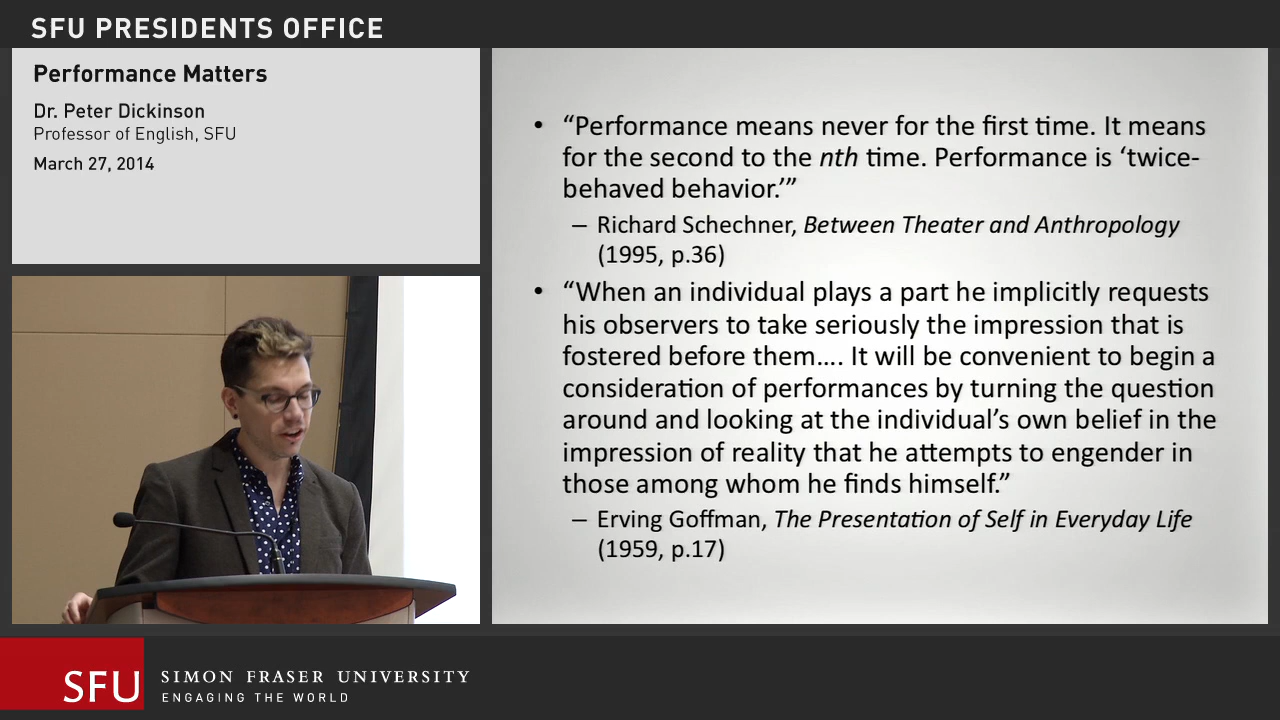 SFU PRESIDENTS OFFICE
Performance Matters
Dr. Peter Dickinson
Professor of English, SFU
March 27, 2014
• “Performance means never for the first time. It means
for the second to the nth time. Performance is ‘twice-
behaved behavior.’”
– Richard Schechner, Between Theater and Anthropology
(1995, p.36)
• “When an individual plays a part he implicitly requests
his observers to take seriously the impression that is
fostered before them…. It will be convenient to begin a
consideration of performances by turning the question
around and looking at the individual’s own belief in the
impression of reality that he attempts to engender in
those among whom he finds himself.”
– Erving Goffman, The Presentation of Self in Everyday Life
(1959, p.17)
SFU
SIMON FRASER UNIVERSITY
ENGAGING THE WORLD